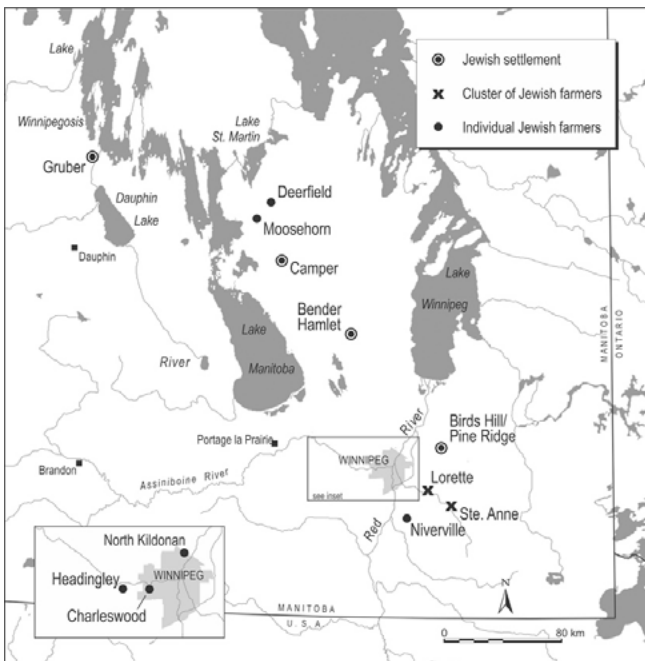 Jewish settlement
Cluster of Jewish farmers
Individual Jewish farmers
Lake
Winnipegosis
Gruber
Lake
St. Martin
Dauphin
Lake
Deerfield
Moosehorn
Dauphin
Camper
Lake
Winnipeg
Bender
Hamlet
Lake
Manitoba
River
MANITOBA
ONTARIO
River
Birds Hill/
Pine Ridge
Portage la Prairie
WINNIPEG
Brandon
Assiniboine River
see inset
Lorette
Ste. Anne
Red
Niverville
North Kildonan
Headingley
WINNIPEG
Charleswood
N
MANITOBA
U.S.A.
0 80 km